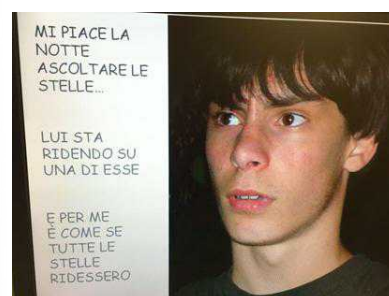 MI PIACE LA
NOTTE
ASCOLTARE LE
STELLE...
LUI STA
RIDENDO SU
UNA DI ESSE
E PER ME
È COME SE
TUTTE LE
STELLE
RIDESSERO